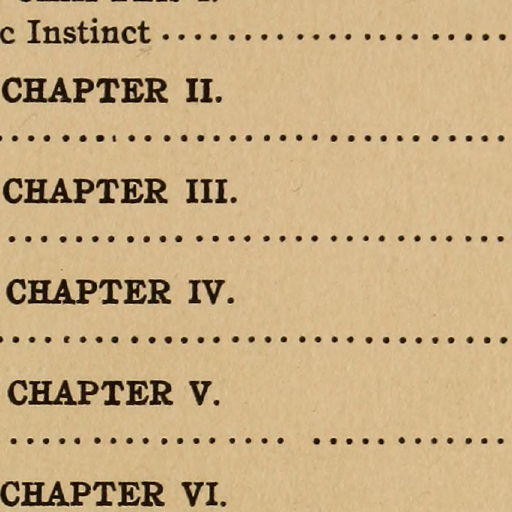 c Instinct ........................
CHAPTER II.
..............................
CHAPTER III.
..............................
CHAPTER IV.
..............................
CHAPTER V.
................. ............
CHAPTER VI.